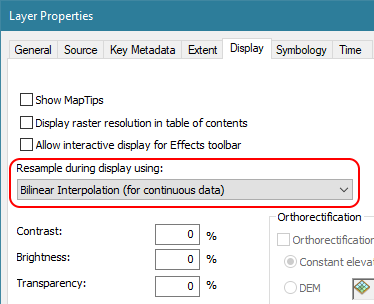 Layer Properties
General Source Key Metadata Extent Display Symbology Time
Show MapTips
Display raster resolution in table of contents
Allow interactive display for Effects toolbar
Resample during display using:
Bilinear Interpolation (for continuous data)
Orthorectification
Contrast: 0 %
Orthorectification
Brightness: 0 %
Constant eleva
Transparency: 0 %
DEM